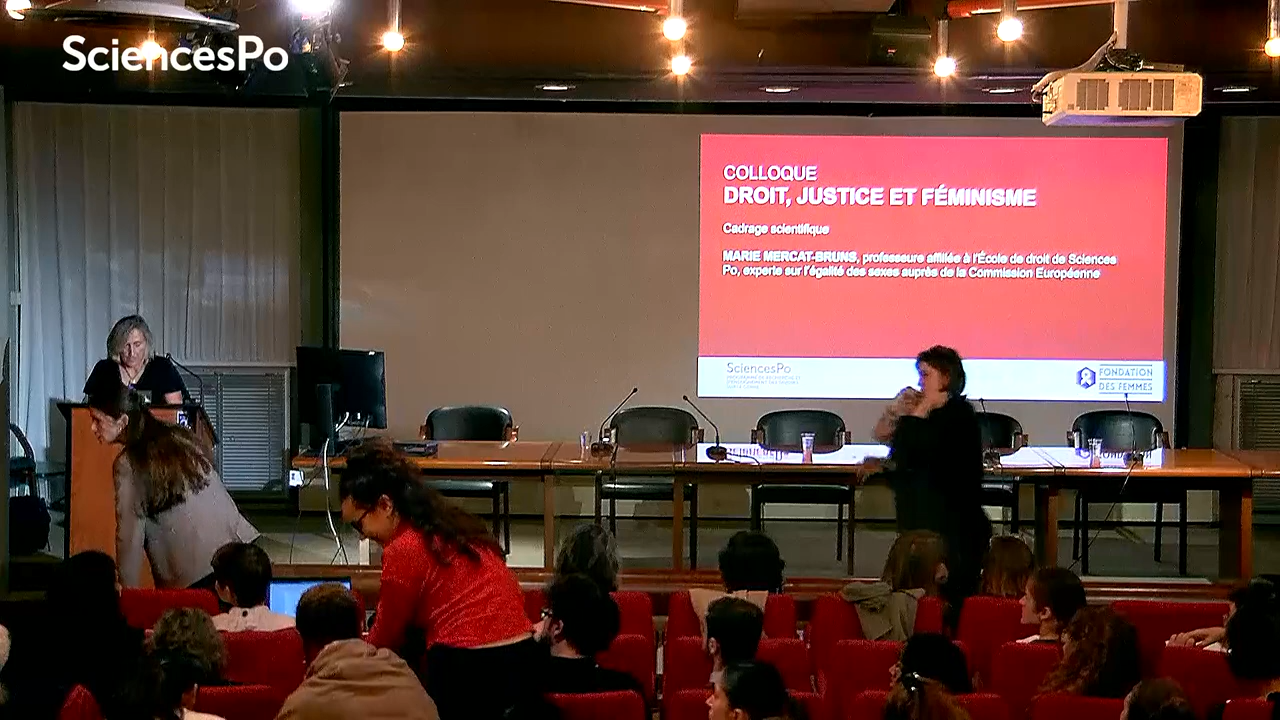 SciencesPo
COLLOQUE
DROIT, JUSTICE ET FÉMINISME
Cadrage scientifique
MARIE MERCAT-BRUNS, professeure affiliée à l'École de droit de Sciences
Po, experte sur l'égalité des sexes auprès de la Commission Européenne
SciencesPo
FONDATION
DES FEMMES